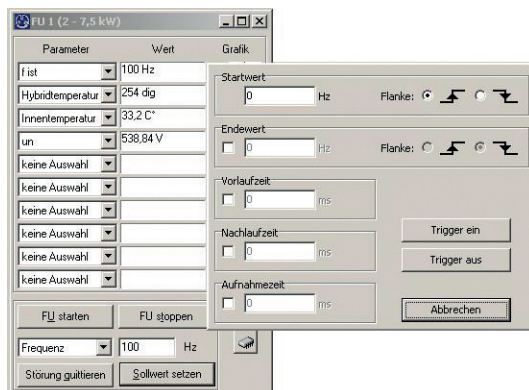 FU 1 (2 - 7,5 kW)
Parameter Wert Grafik
f ist 100 Hz
Hybridtemperatur 254 dig
Innentemperatur 33,2 C°
un 538,84 V
keine Auswahl
keine Auswahl
keine Auswahl
keine Auswahl
keine Auswahl
keine Auswahl
FU starten FU stoppen
Frequenz 100 Hz
Störung quittieren Sollwert setzen
Startwert
0 Hz Flanke:
Endewert
0 Hz Flanke:
Vorlaufzeit
0 ms
Nachlaufzeit
0 ms
Aufnahmezeit
0 ms
Trigger ein
Trigger aus
Abbrechen